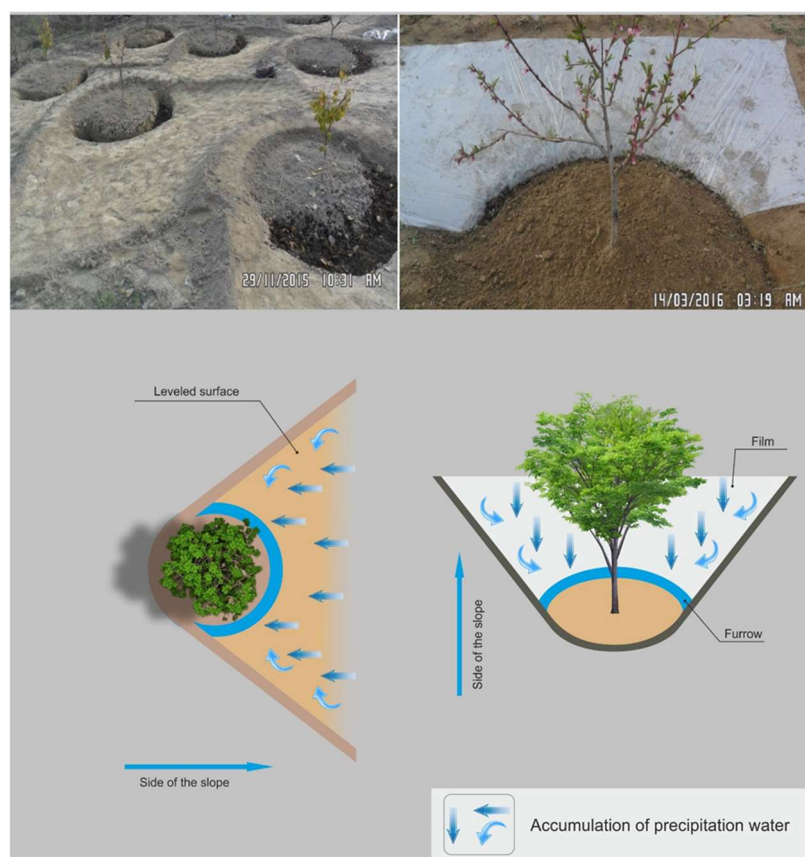 29/11/2015 10:31 AM
14/03/2016 03:19 AM
Leveled surface
Film
Furrow
Side of the slope
Side of the slope
Accumulation of precipitation water